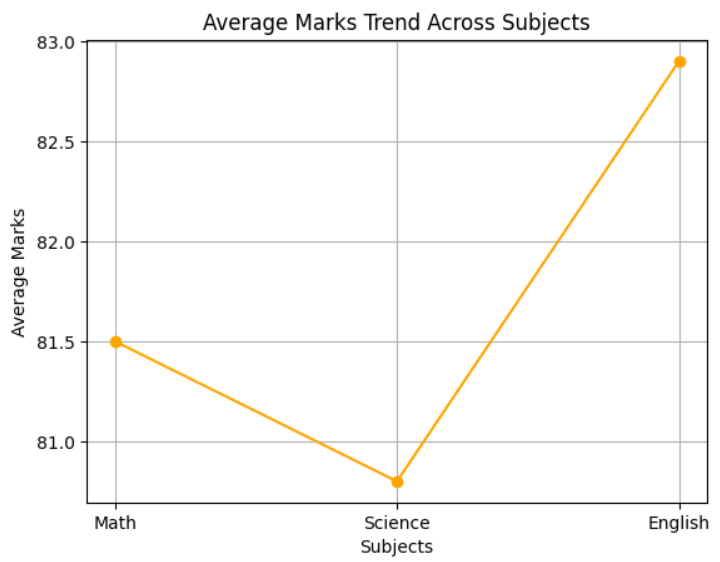 Average Marks Trend Across Subjects
83.0
82.5
82.0
81.5
81.0
Average Marks
Math
Science
English
Subjects